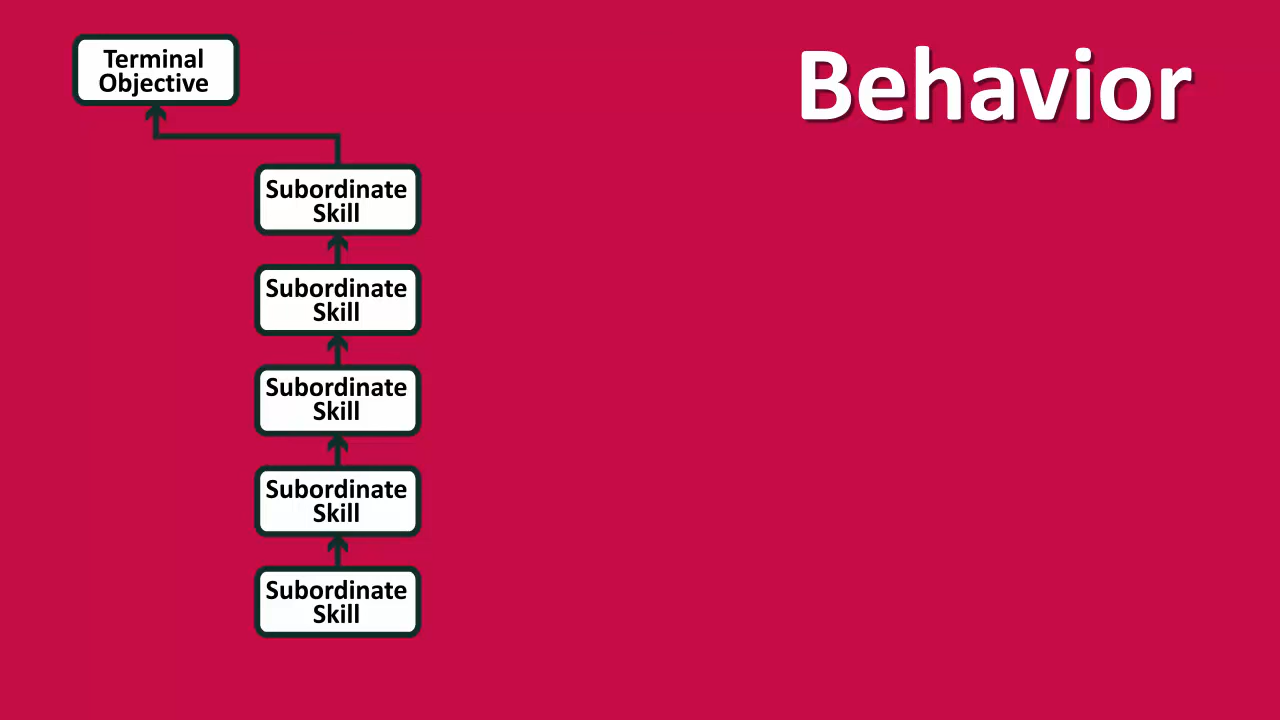 Terminal
Objective
Behavior
Subordinate
Skill
Subordinate
Skill
Subordinate
Skill
Subordinate
Skill
Subordinate
Skill